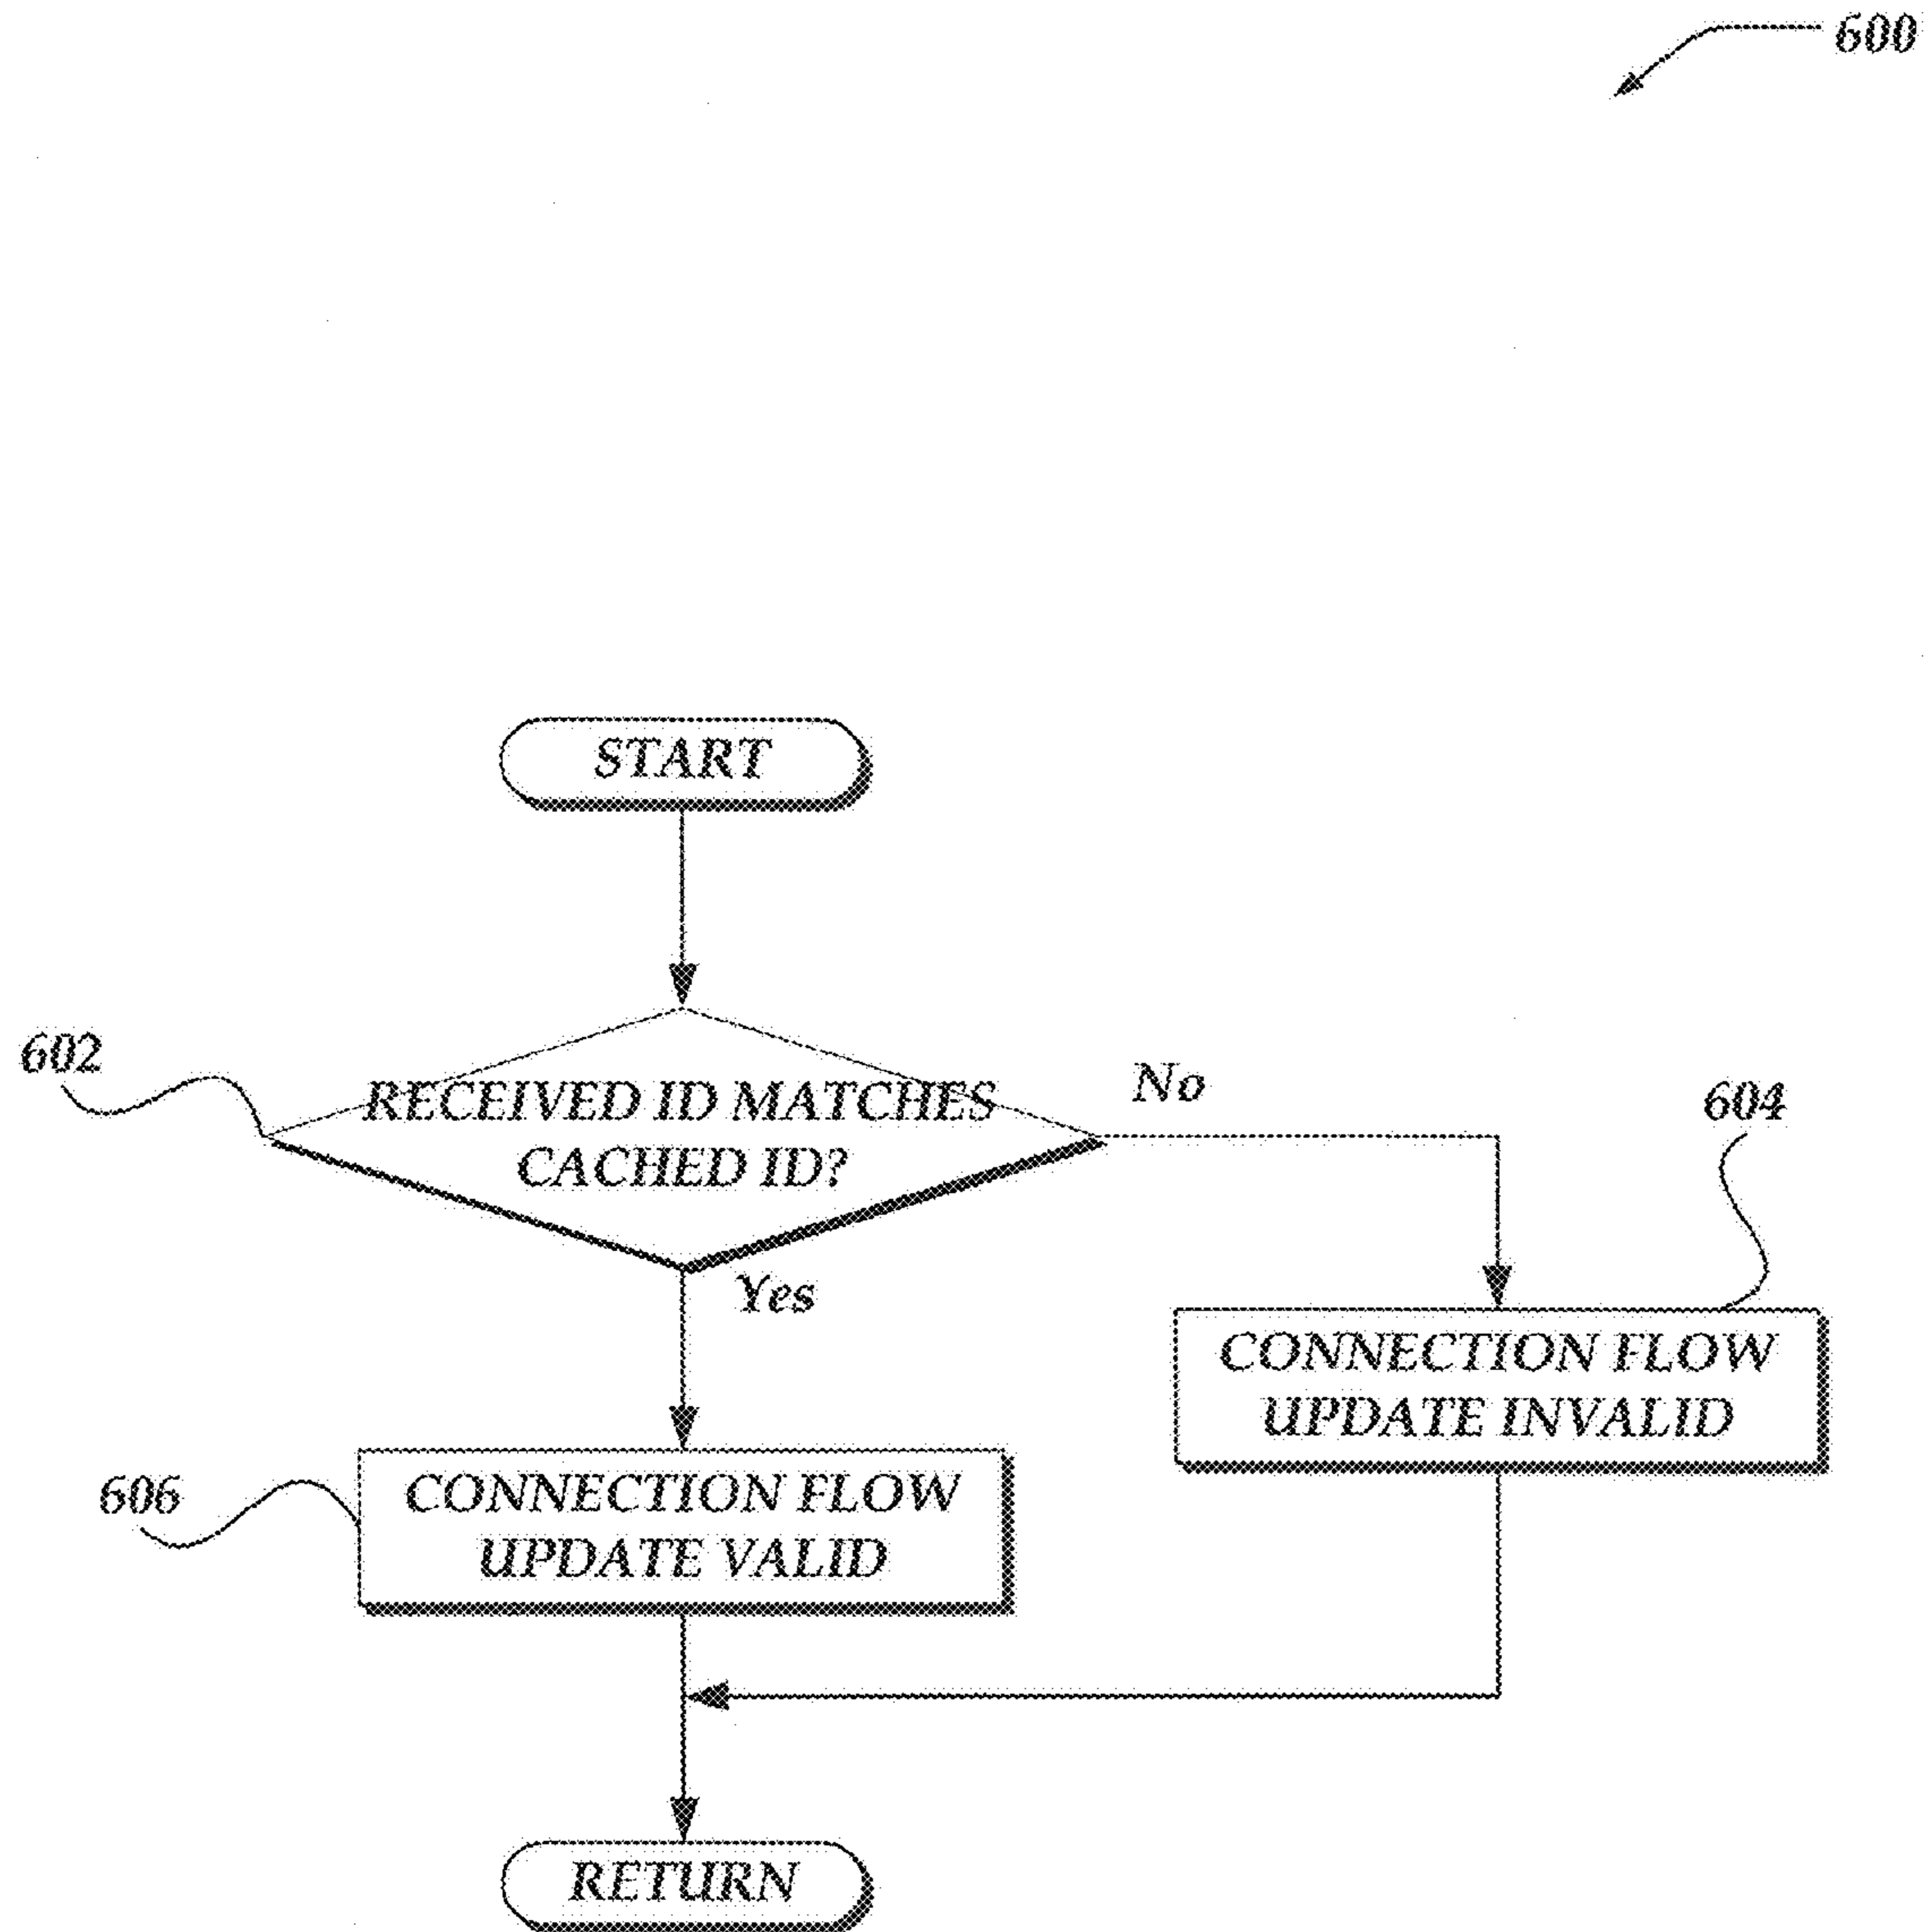 600
START
602
RECEIVED ID MATCHES
CACHED ID?
No
604
Yes
CONNECTION FLOW
UPDATE INVALID
606
CONNECTION FLOW
UPDATE VALID
RETURN